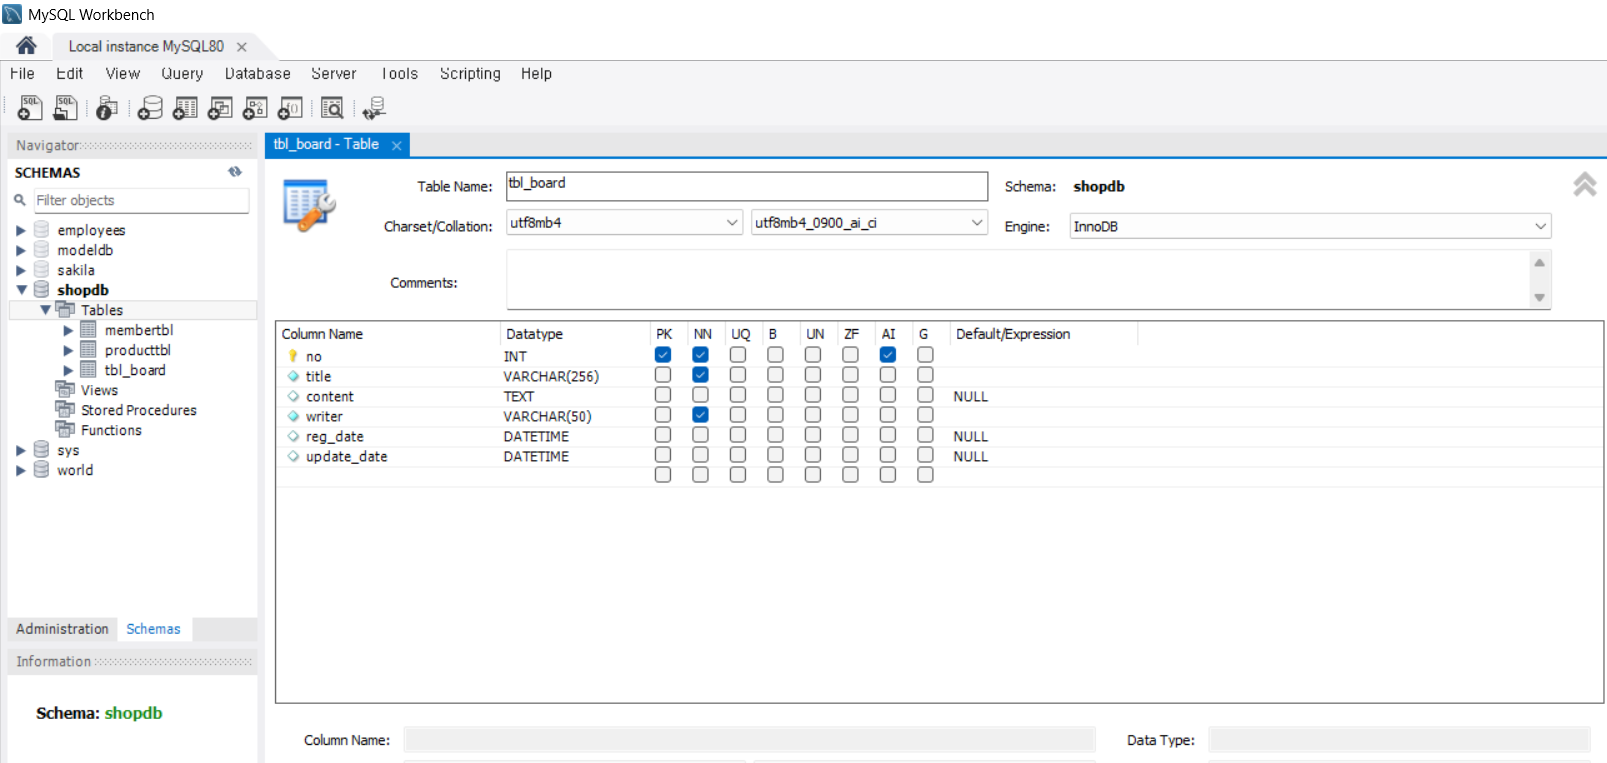 MySQL Workbench
Local instance MySQL80
File Edit View Query Database Server Tools Scripting Help
Navigator
tbl_board - Table
SCHEMAS
Filter objects
employees
modeldb
sakila
shopdb
Tables
membertbl
producttbl
tbl_board
Views
Stored Procedures
Functions
sys
world
Administration Schemas
Information
Schema: shopdb
Table Name: tbl_board Schema: shopdb
Charset/Collation: utf8mb4 utf8mb4_0900_ai_ci Engine: InnoDB
Comments:
Column Name Datatype PK NN UQ B UN ZF AI G Default/Expression
no INT
title VARCHAR(256)
content TEXT NULL
writer VARCHAR(50)
reg_date DATETIME NULL
update_date DATETIME NULL
Column Name: Data Type: